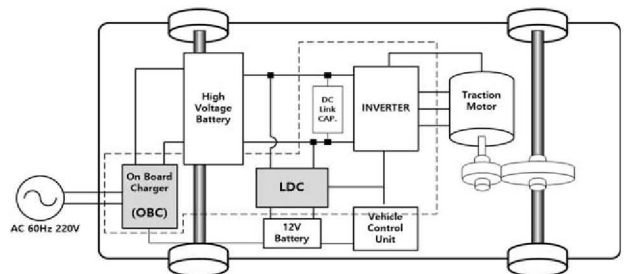 High
Voltage
Battery
DC
Link
CAP.
INVERTER
Traction
Motor
On Board
Charger
(OBC)
LDC
AC 60Hz 220V
12V
Battery
Vehicle
Control
Unit